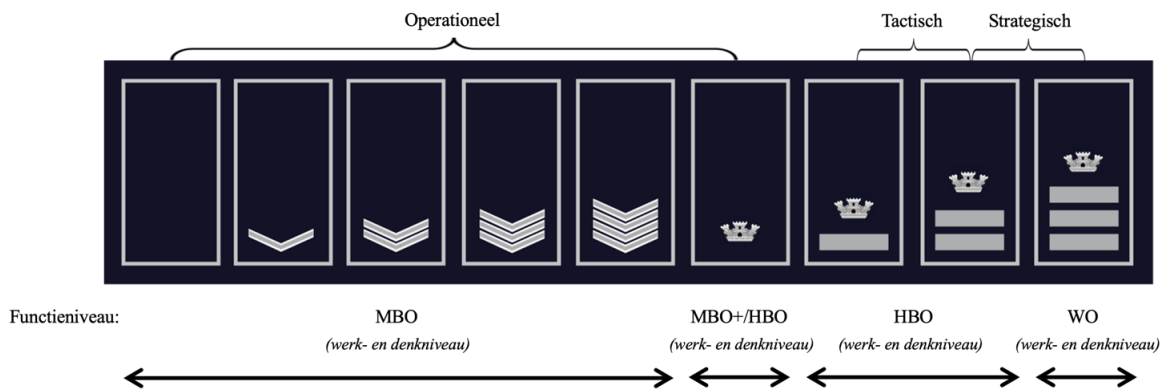 Operationeel
Tactisch
Strategisch
Functieniveau:
MBO
(werk- en denkniveau)
MBO+/HBO
(werk- en denkniveau)
HBO
(werk- en denkniveau)
WO
(werk- en denkniveau)